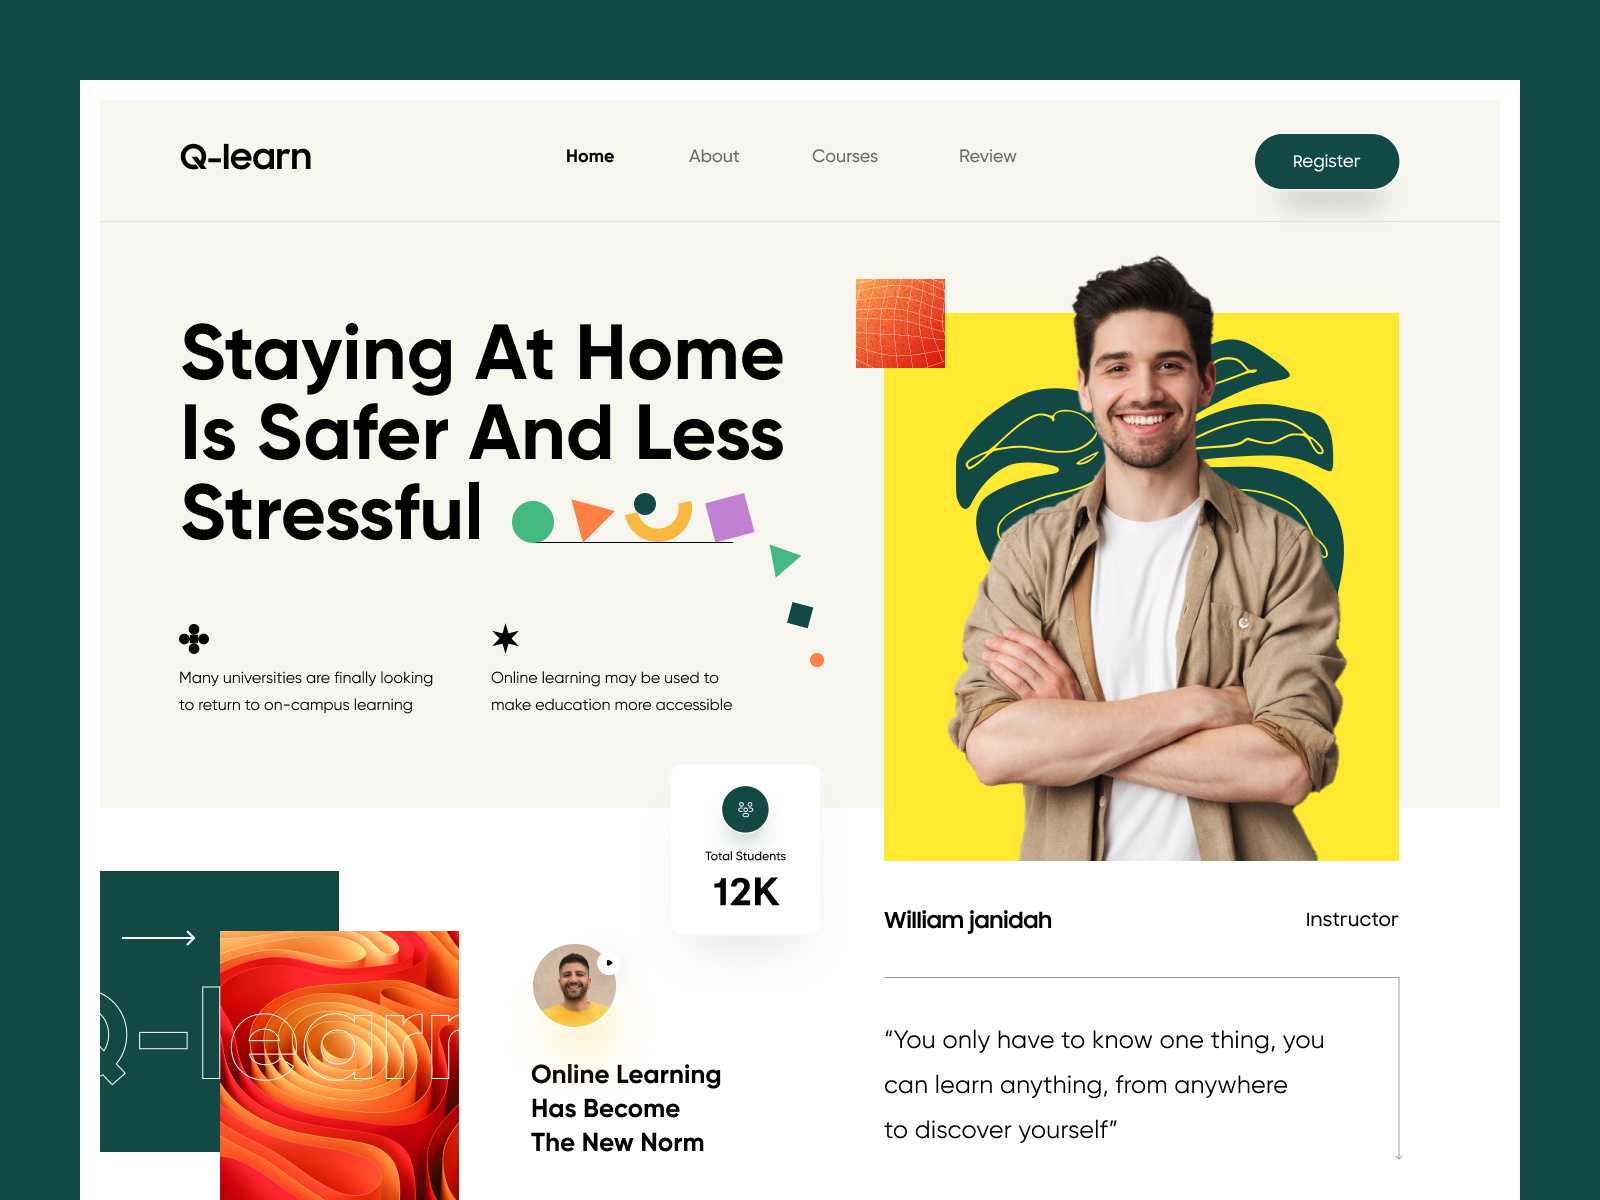 Q-learn
Home
About
Courses
Review
Register
Staying At Home
Is Safer And Less
Stressful
Many universities are finally looking
to return to on-campus learning
Online learning may be used to
make education more accessible
Total Students
12K
William janidah
Instructor
Q-learn
Online Learning
Has Become
The New Norm
“You only have to know one thing, you
can learn anything, from anywhere
to discover yourself”